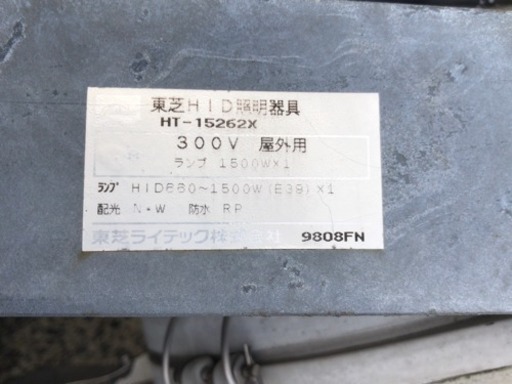 東芝HID照明器具
HT-15262X
300V 屋外用
ランプ 1500W×1
ランプ HID660~1500W(E39)×1
配光 N-W 防水 RP
東芝ライテック株式会社 9808FN